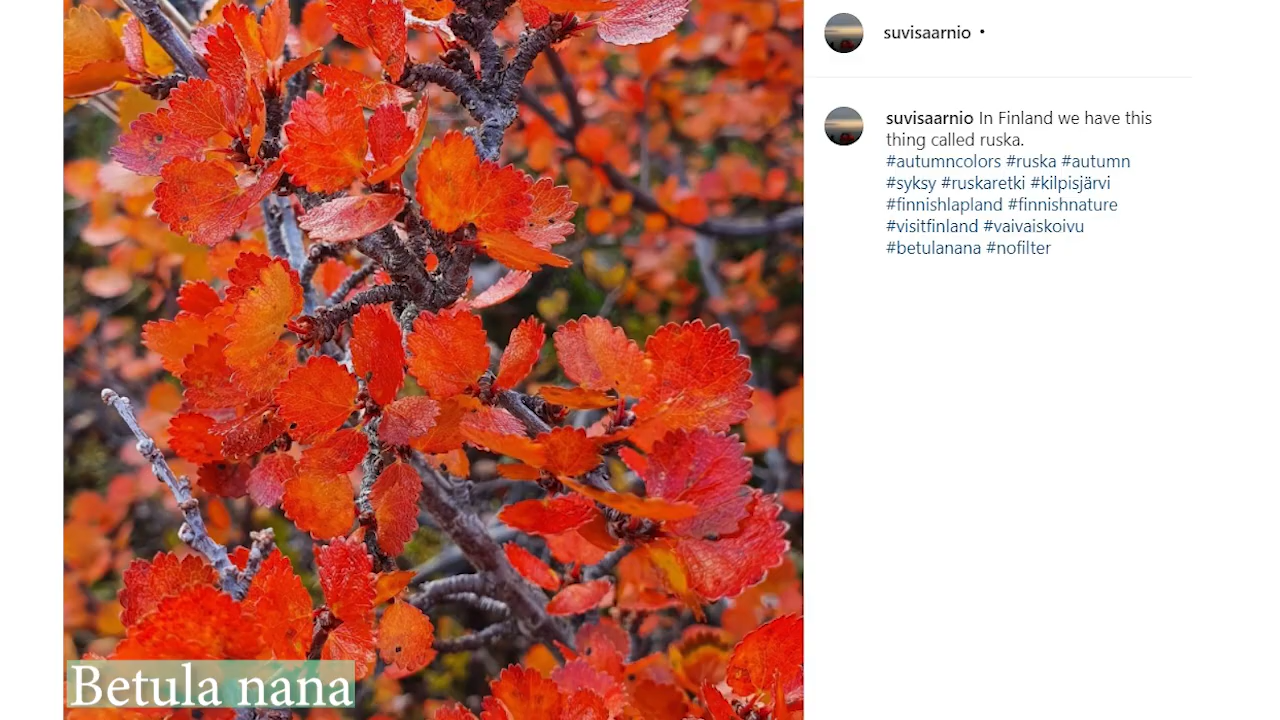 suvisaarnio •
suvisaarnio In Finland we have this
thing called ruska.
#autumncolors #ruska #autumn
#syksy #ruskaretki #kilpisjärvi
#finnishlapland #finnishnature
#visitfinland #vaivaiskoivu
#betulanana #nofilter
Betula nana